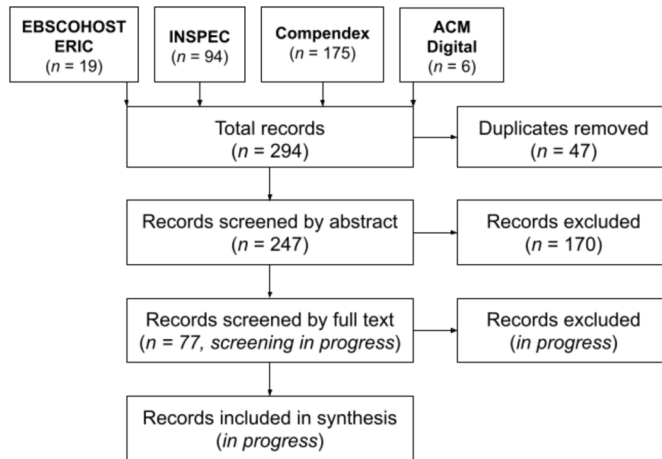 EBSCOHOST
ERIC
(n = 19)
INSPEC
(n = 94)
Compendex
(n = 175)
ACM
Digital
(n = 6)
Total records
(n = 294)
Duplicates removed
(n = 47)
Records screened by abstract
(n = 247)
Records excluded
(n = 170)
Records screened by full text
(n = 77, screening in progress)
Records excluded
(in progress)
Records included in synthesis
(in progress)